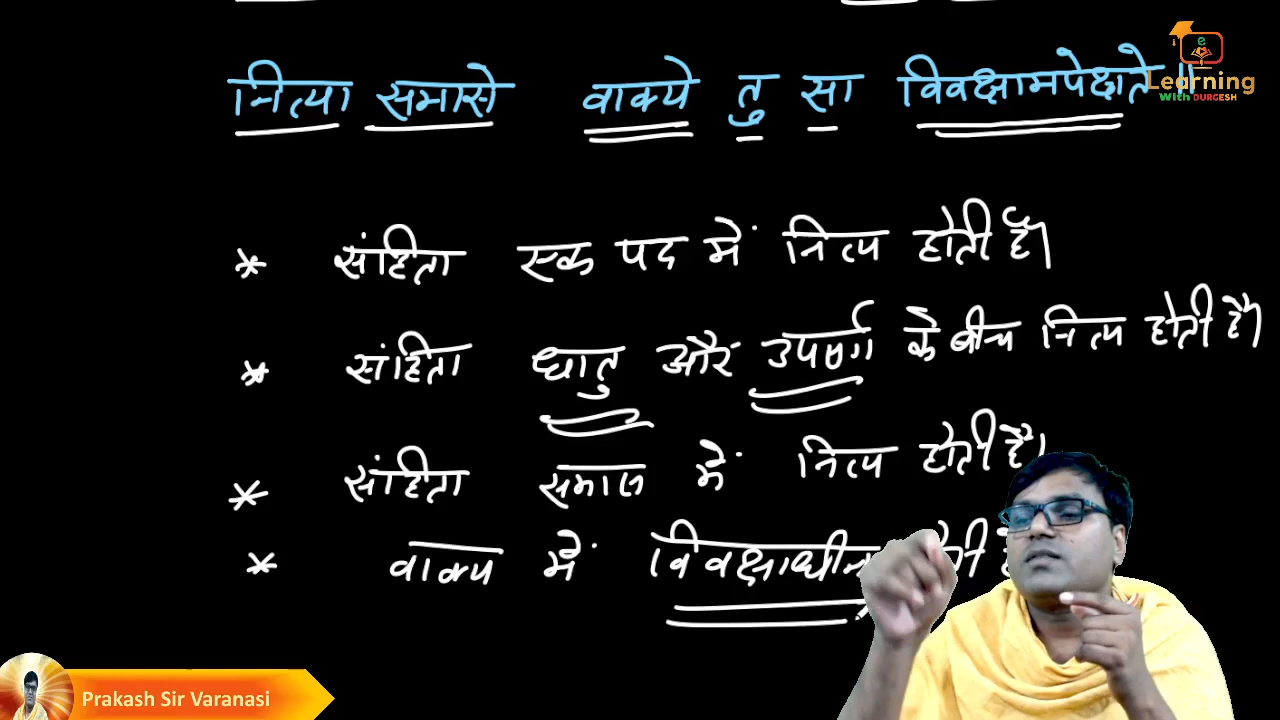 नित्या समासे वाक्ये तु सा विवक्षामपेक्षते ॥
e
Learning
With DURGESH
* संहिता एक पद में नित्य होती है।
* संहिता धातु और उपसर्ग के बीच नित्य होती है।
* संहिता समास में नित्य होती है।
* वाक्य में विवक्षाधीन होती है
Prakash Sir Varanasi